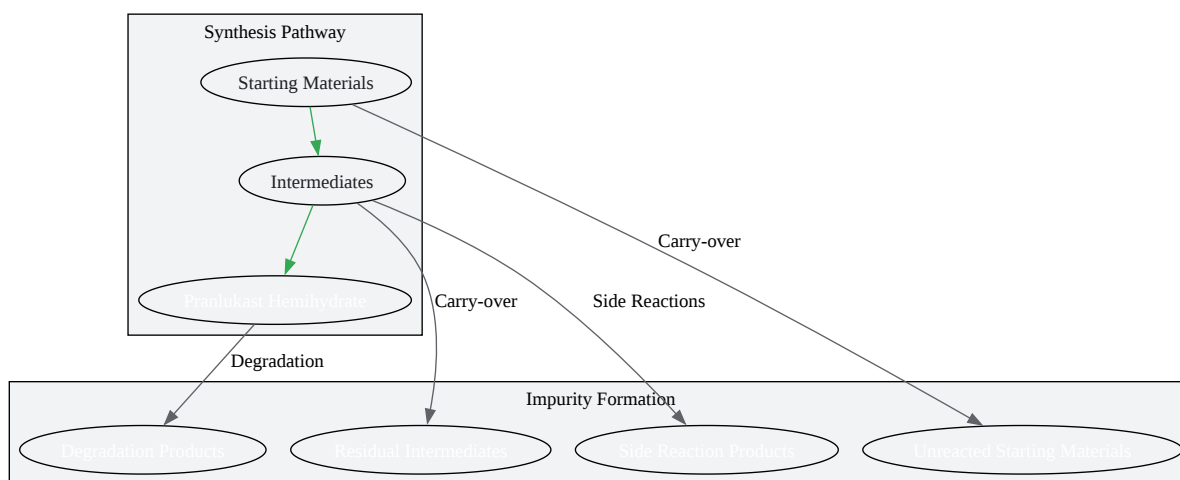 Synthesis Pathway
Starting Materials
Intermediates
Carry-over
Pranlukast Hemihydrate
Carry-over
Side Reactions
Degradation
Impurity Formation
Degradation Products
Residual Intermediates
Side Reaction Products
Unreacted Starting Materials